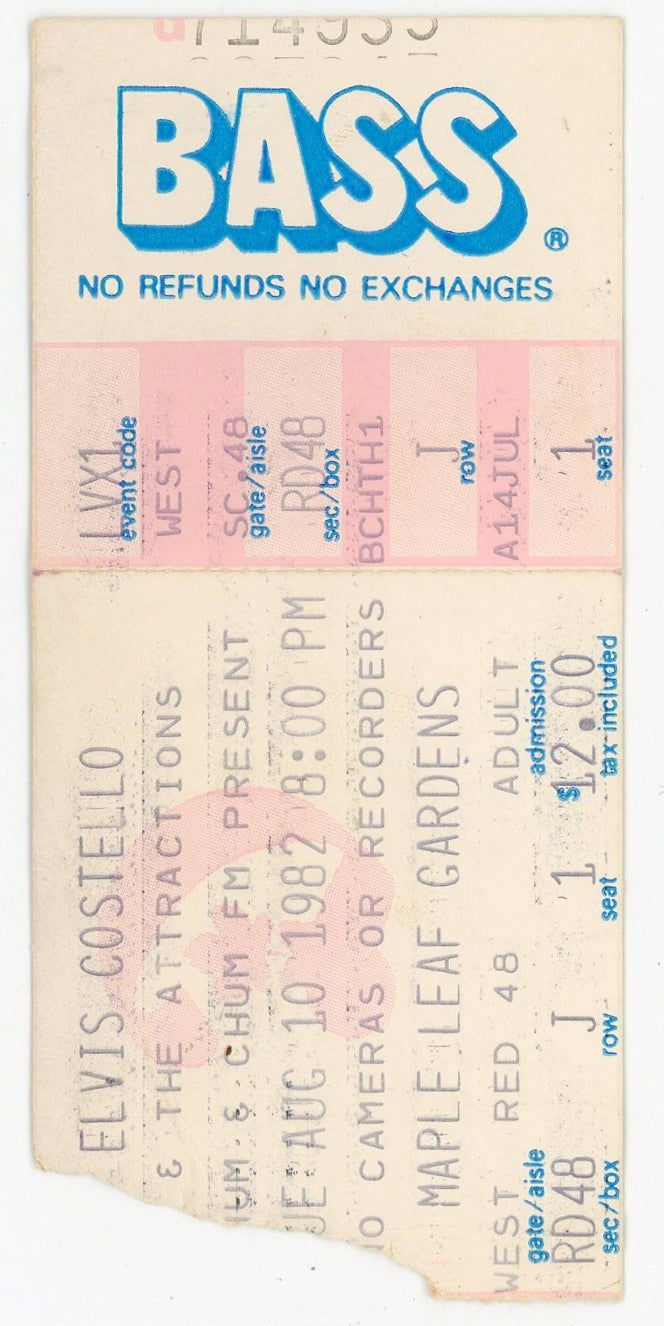 BASS®
NO REFUNDS NO EXCHANGES
LVX1
event code
WEST
SC.48
gate/aisle
RD48
sec/box
BCHTH1
J
row
A14JUL
1
seat
ELVIS COSTELLO
& THE ATTRACTIONS
UM & CHUM FM PRESENT
UE AUG 10 1982 8:00 PM
NO CAMERAS OR RECORDERS
MAPLE LEAF GARDENS
WEST RED 48 ADULT
gate/aisle admission
RD48 J 1 $12.00
sec/box row seat tax included